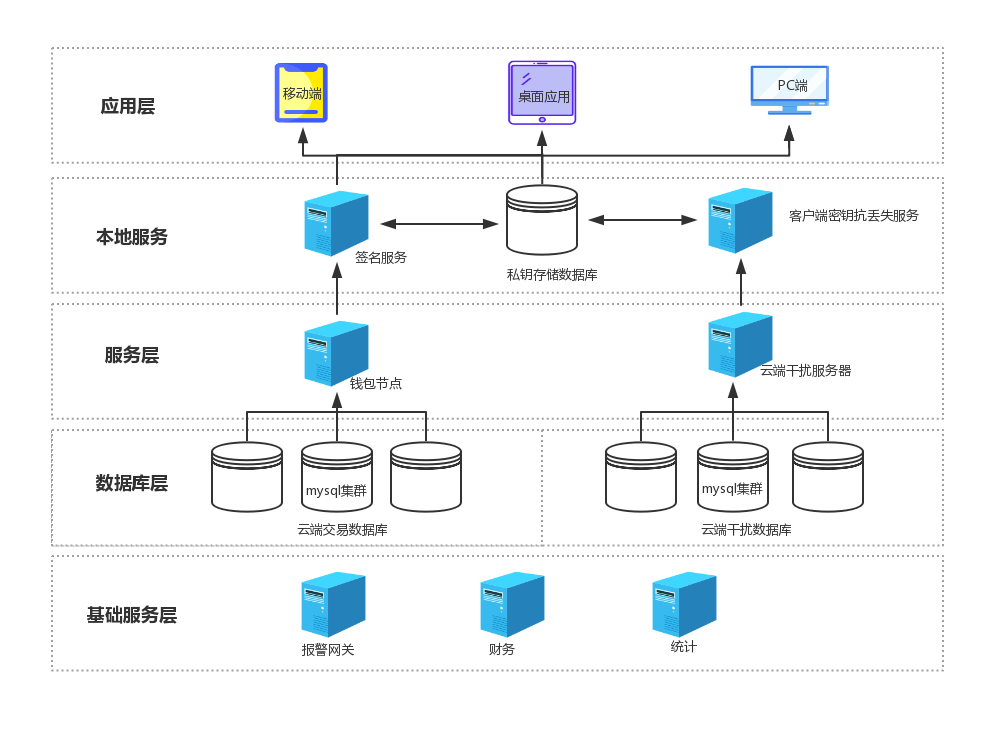 应用层
移动端
桌面应用
PC端
本地服务
签名服务
私钥存储数据库
客户端密钥抗丢失服务
服务层
钱包节点
云端干扰服务器
数据库层
mysql集群
云端交易数据库
mysql集群
云端干扰数据库
基础服务层
报警网关
财务
统计